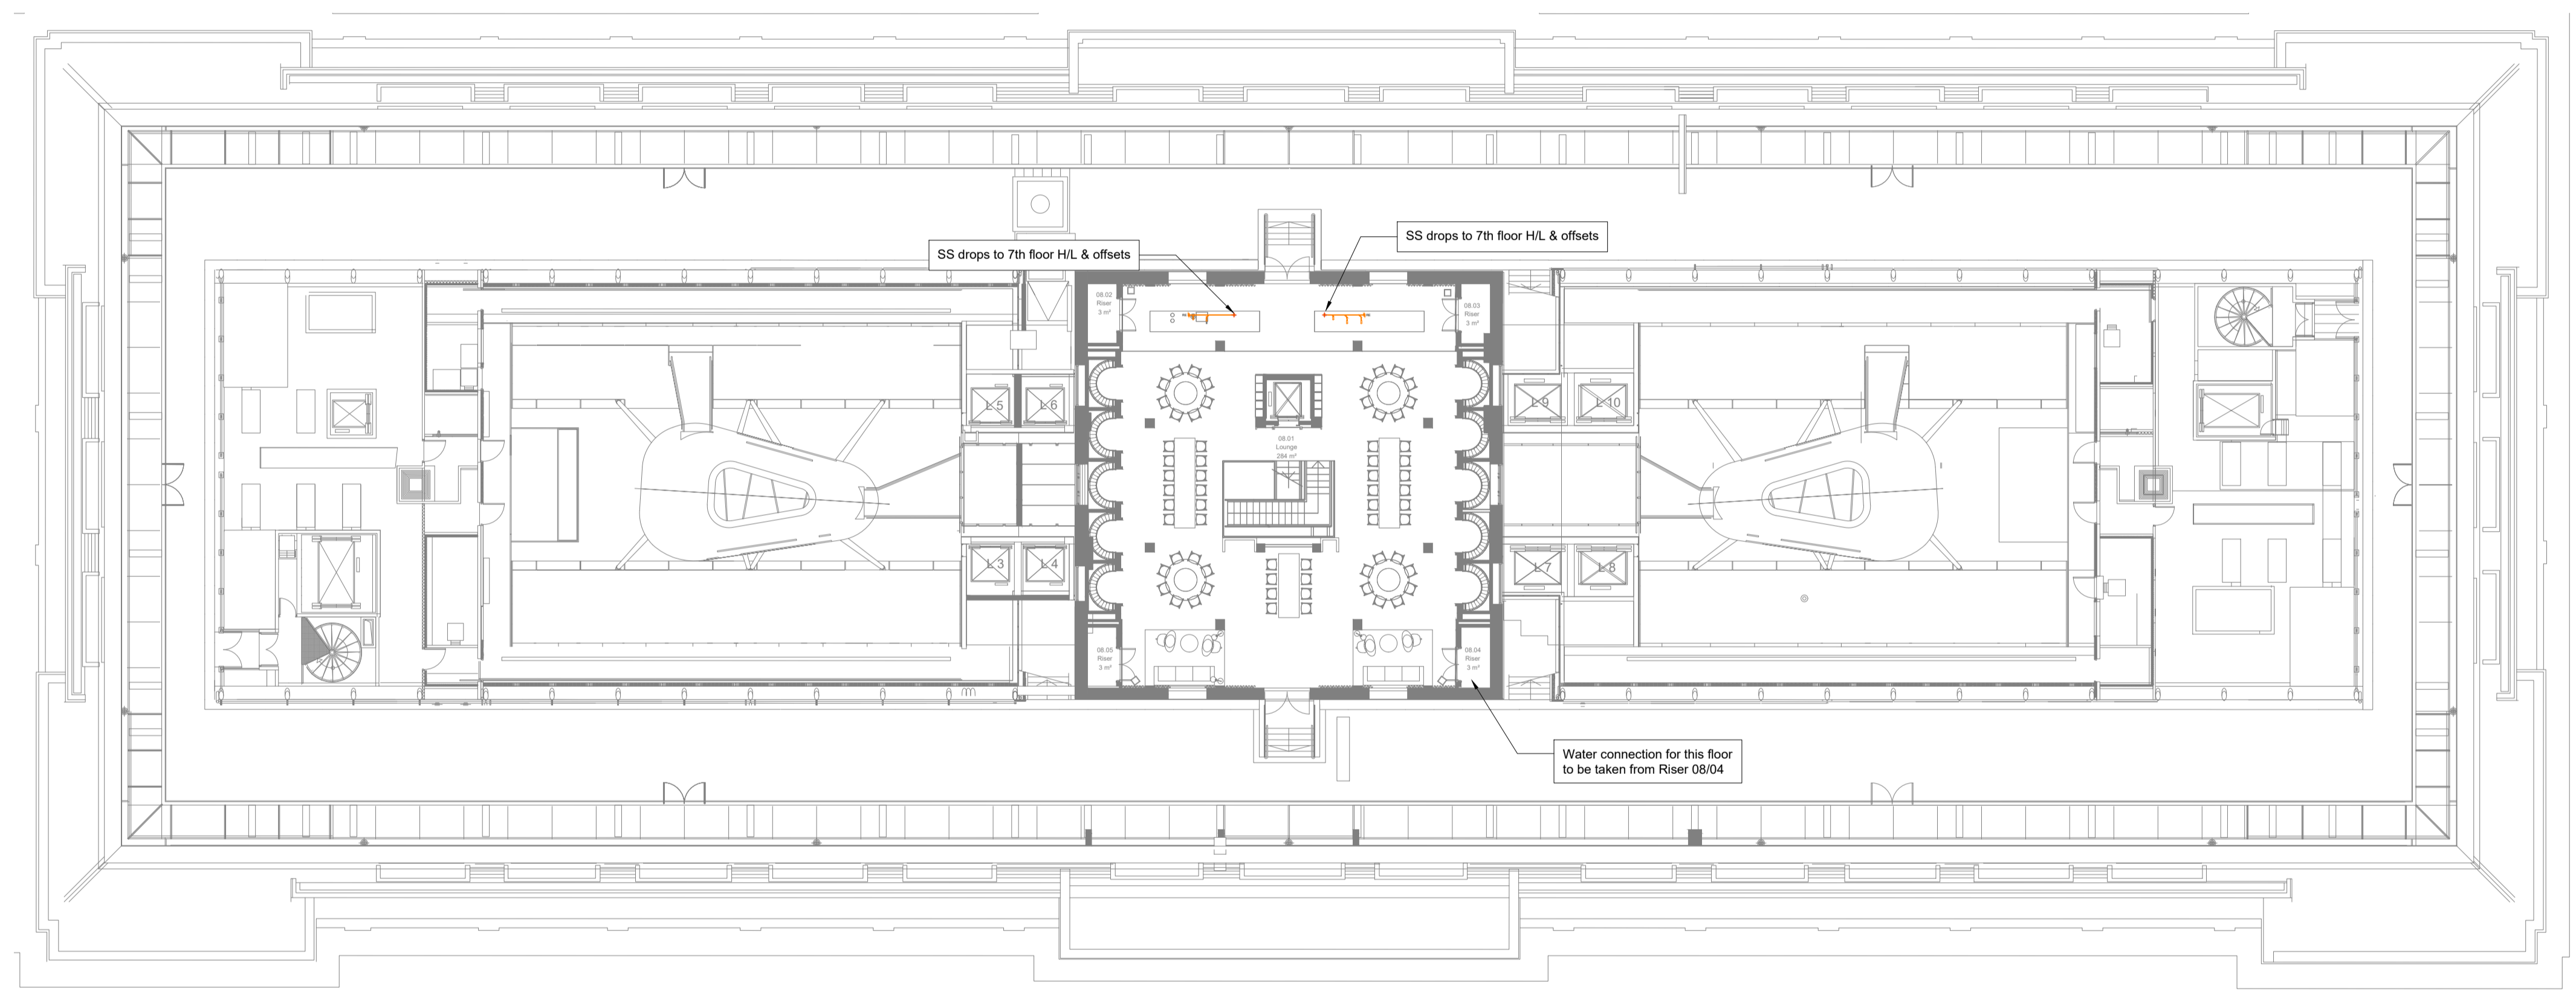 SS drops to 7th floor H/L & offsets
SS drops to 7th floor H/L & offsets
08.02
Riser
3 m²
08.03
Riser
3 m²
L 5
L 6
L 9
L 10
08.01
Lounge
284 m²
L 3
L 4
L 7
L 8
08.05
Riser
3 m²
08.04
Riser
3 m²
Water connection for this floor
to be taken from Riser 08/04